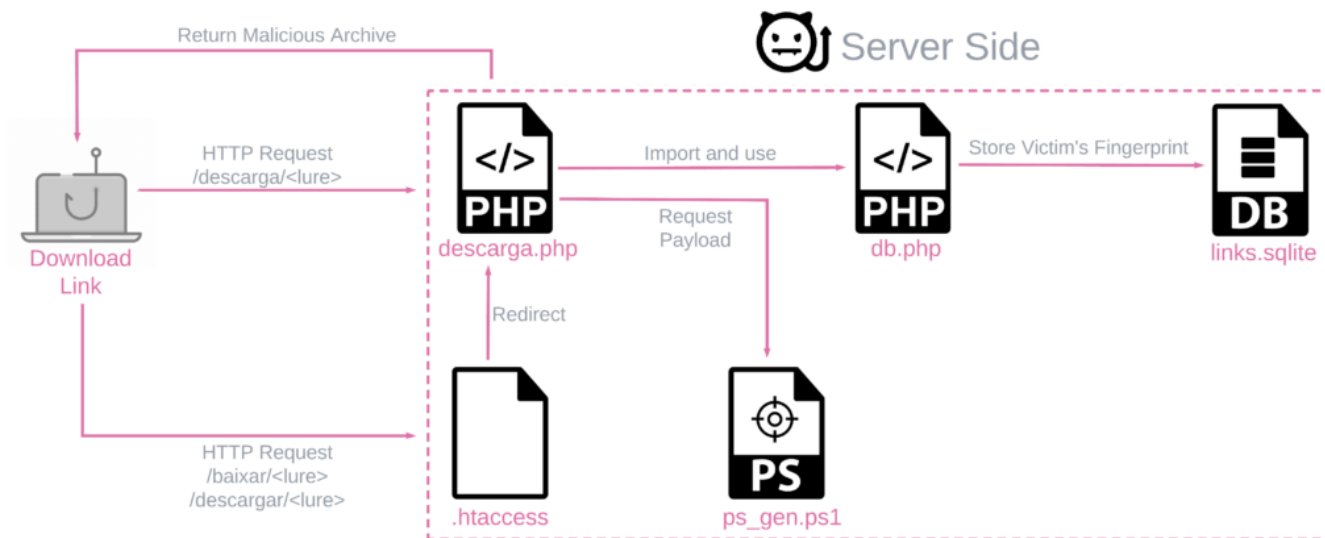 Return Malicious Archive
Server Side
HTTP Request
/descarga/<lure>
</>
PHP
descarga.php
Import and use
</>
PHP
db.php
Store Victim's Fingerprint
DB
links.sqlite
Request
Payload
Download
Link
Redirect
HTTP Request
/baixar/<lure>
/descargar/<lure>
.htaccess
PS
ps_gen.ps1